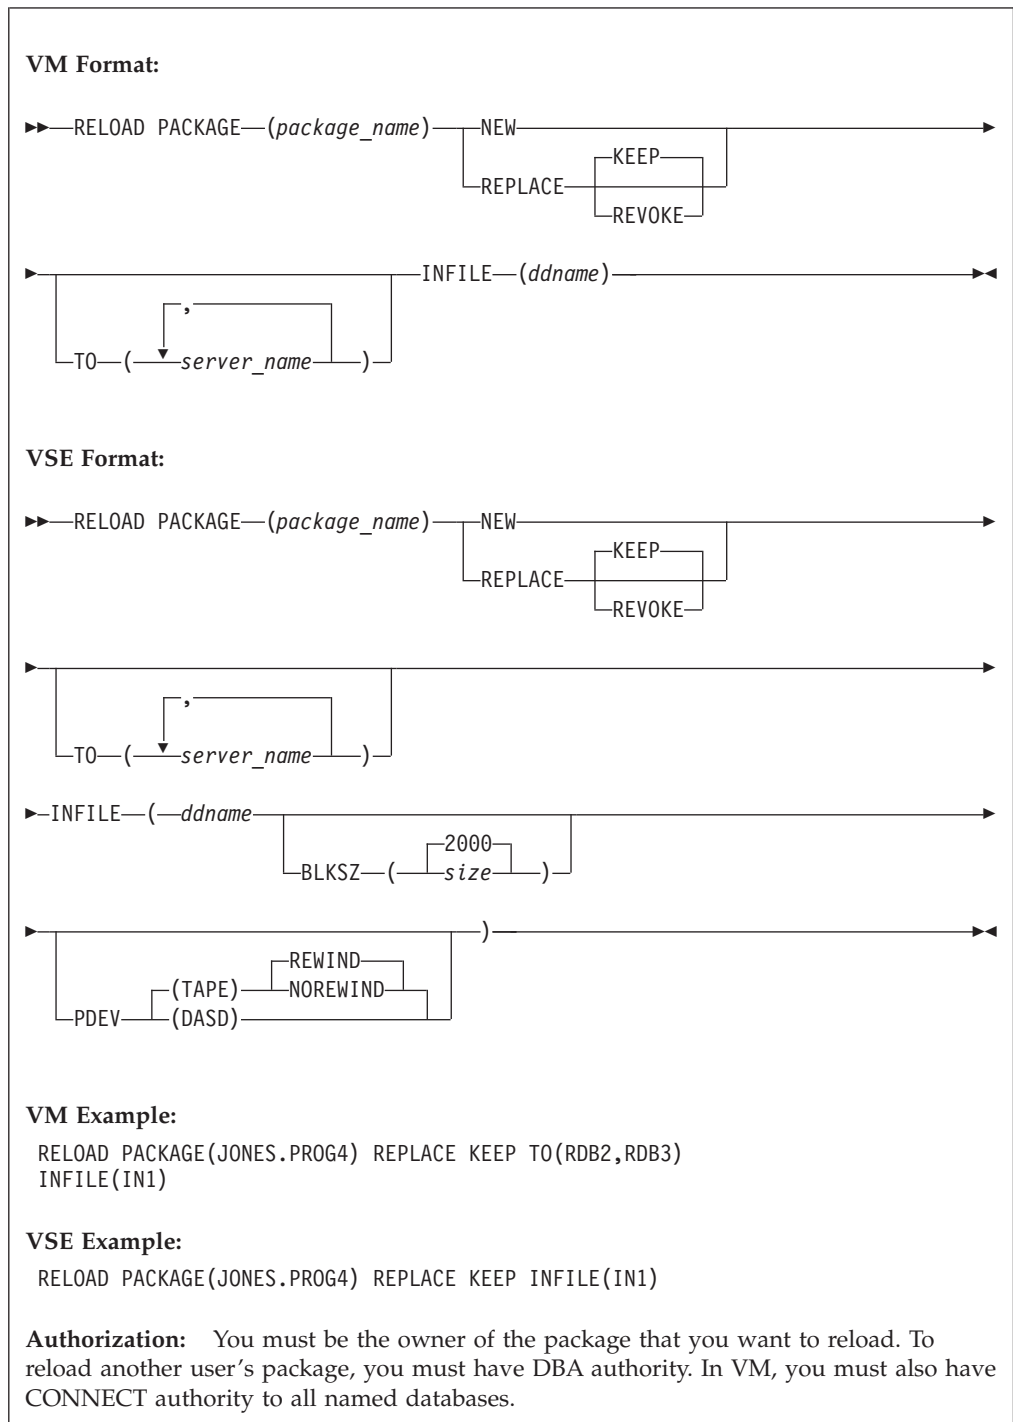 VM Format:
RELOAD PACKAGE (package_name) NEW
KEEP
REPLACE
REVOKE
INFILE (ddname)
,
TO ( server_name )
VSE Format:
RELOAD PACKAGE (package_name) NEW
KEEP
REPLACE
REVOKE
,
TO ( server_name )
INFILE ( ddname
2000
BLKSZ ( size )
)
REWIND
(TAPE) NOREWIND
PDEV (DASD)
VM Example:
RELOAD PACKAGE(JONES.PROG4) REPLACE KEEP TO(RDB2,RDB3)
INFILE(IN1)
VSE Example:
RELOAD PACKAGE(JONES.PROG4) REPLACE KEEP INFILE(IN1)
Authorization: You must be the owner of the package that you want to reload. To
reload another user's package, you must have DBA authority. In VM, you must also have
CONNECT authority to all named databases.